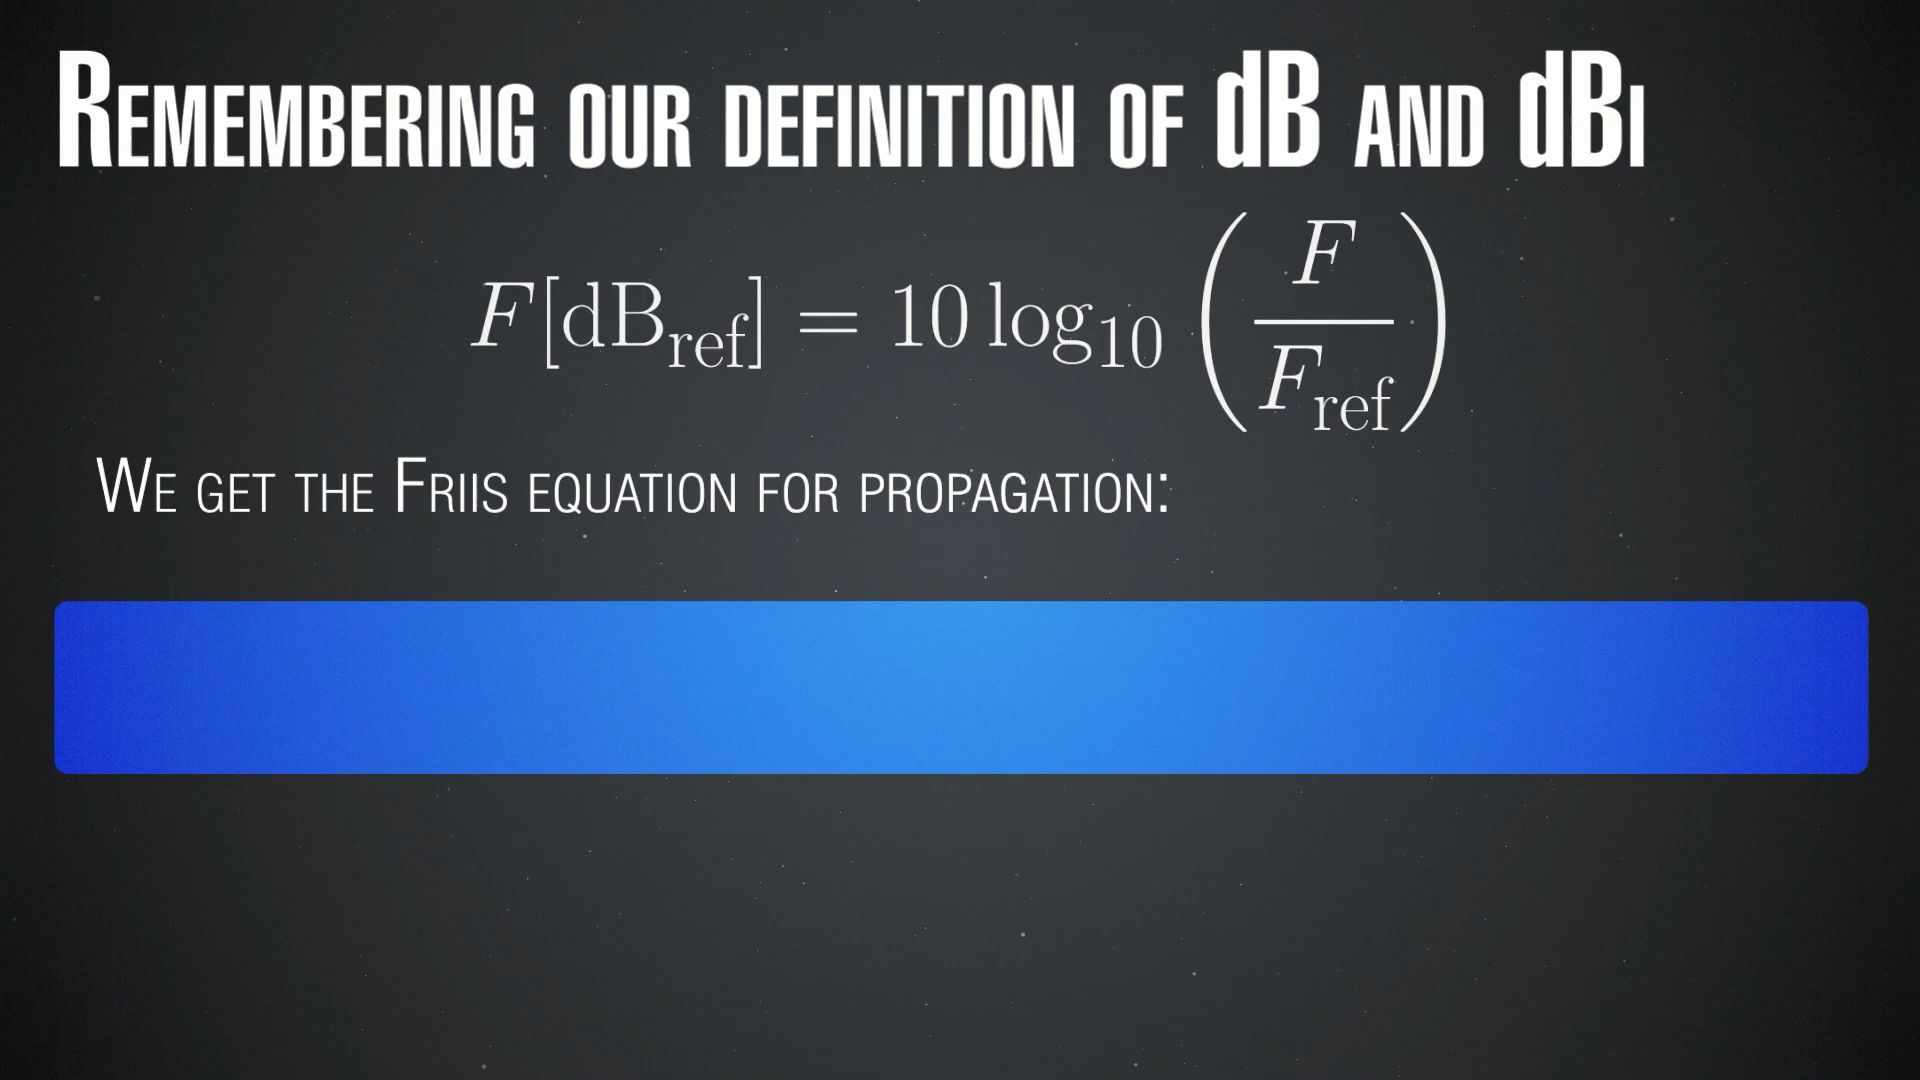 Remembering our definition of dB and dBi
F[dB_ref] = 10 log_10 (F / F_ref)
We get the Friis equation for propagation: